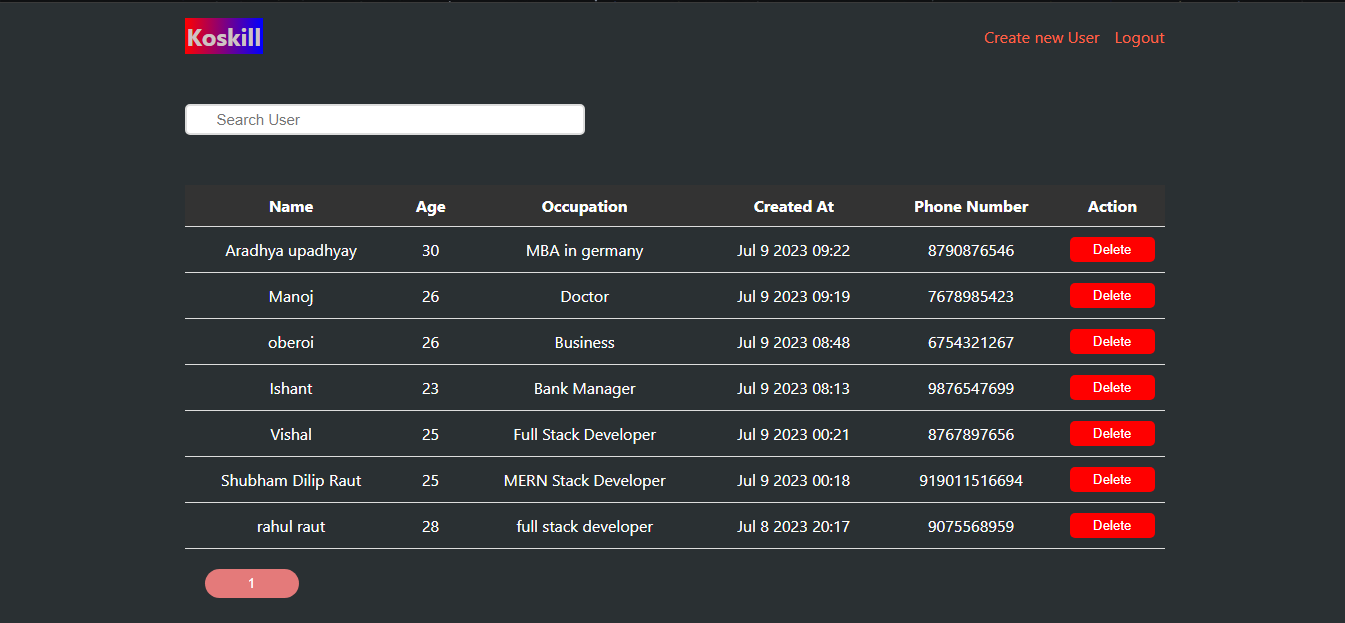 Koskill Create new User Logout
Search User
Name Age Occupation Created At Phone Number Action
Aradhya upadhyay 30 MBA in germany Jul 9 2023 09:22 8790876546 Delete
Manoj 26 Doctor Jul 9 2023 09:19 7678985423 Delete
oberoi 26 Business Jul 9 2023 08:48 6754321267 Delete
Ishant 23 Bank Manager Jul 9 2023 08:13 9876547699 Delete
Vishal 25 Full Stack Developer Jul 9 2023 00:21 8767897656 Delete
Shubham Dilip Raut 25 MERN Stack Developer Jul 9 2023 00:18 919011516694 Delete
rahul raut 28 full stack developer Jul 8 2023 20:17 9075568959 Delete
1